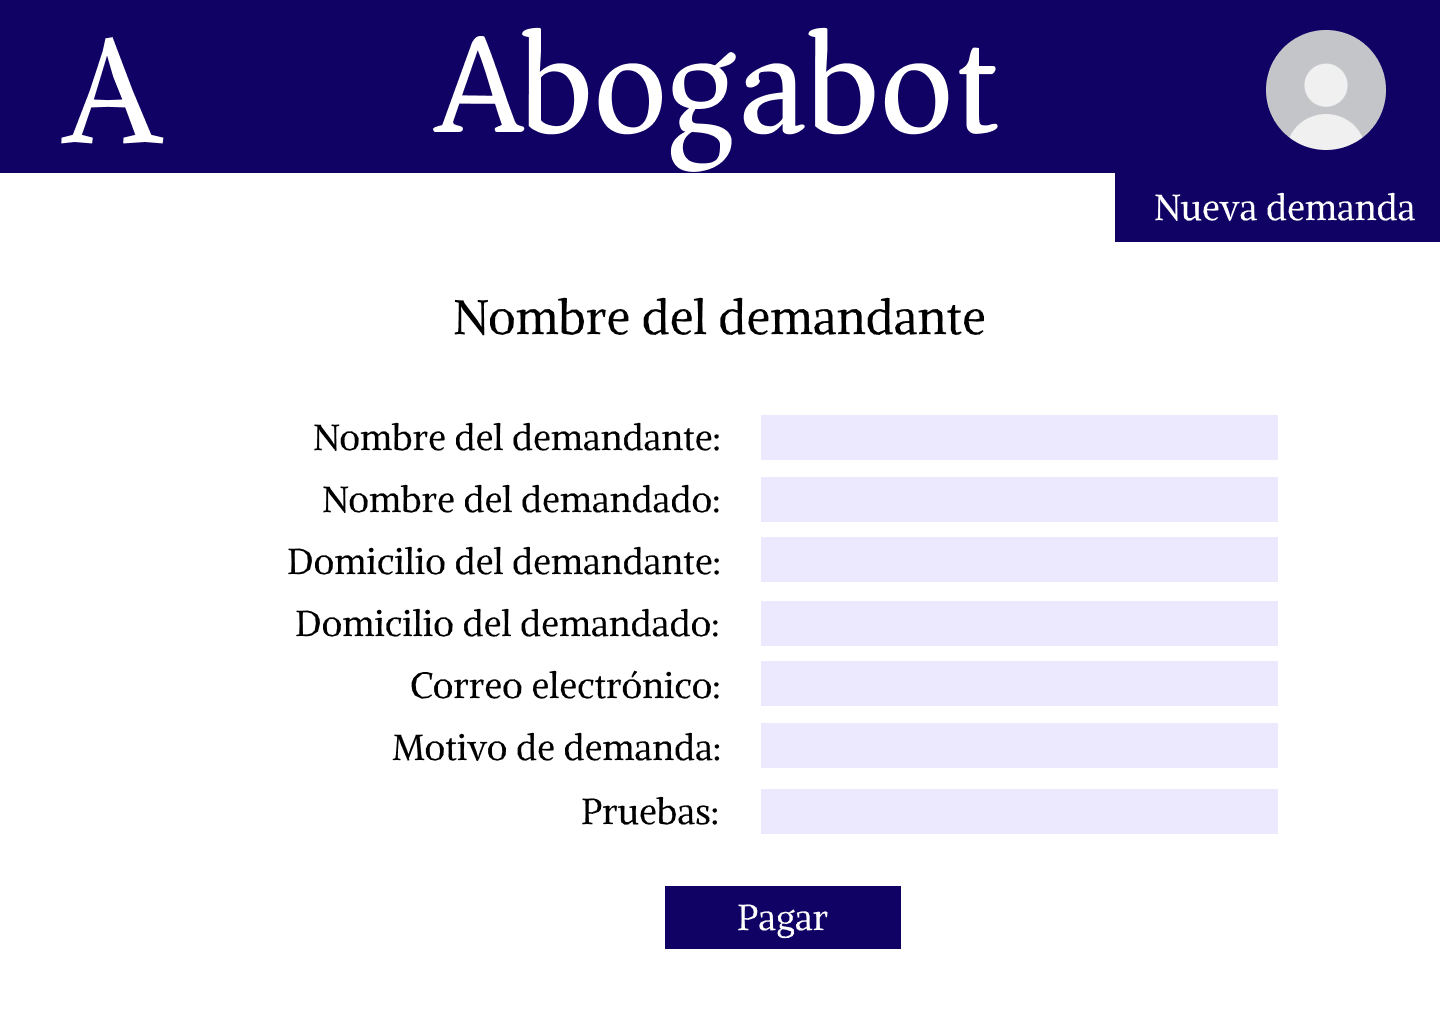 A
Abogabot
Nueva demanda
Nombre del demandante
Nombre del demandante:
Nombre del demandado:
Domicilio del demandante:
Domicilio del demandado:
Correo electrónico:
Motivo de demanda:
Pruebas:
Pagar